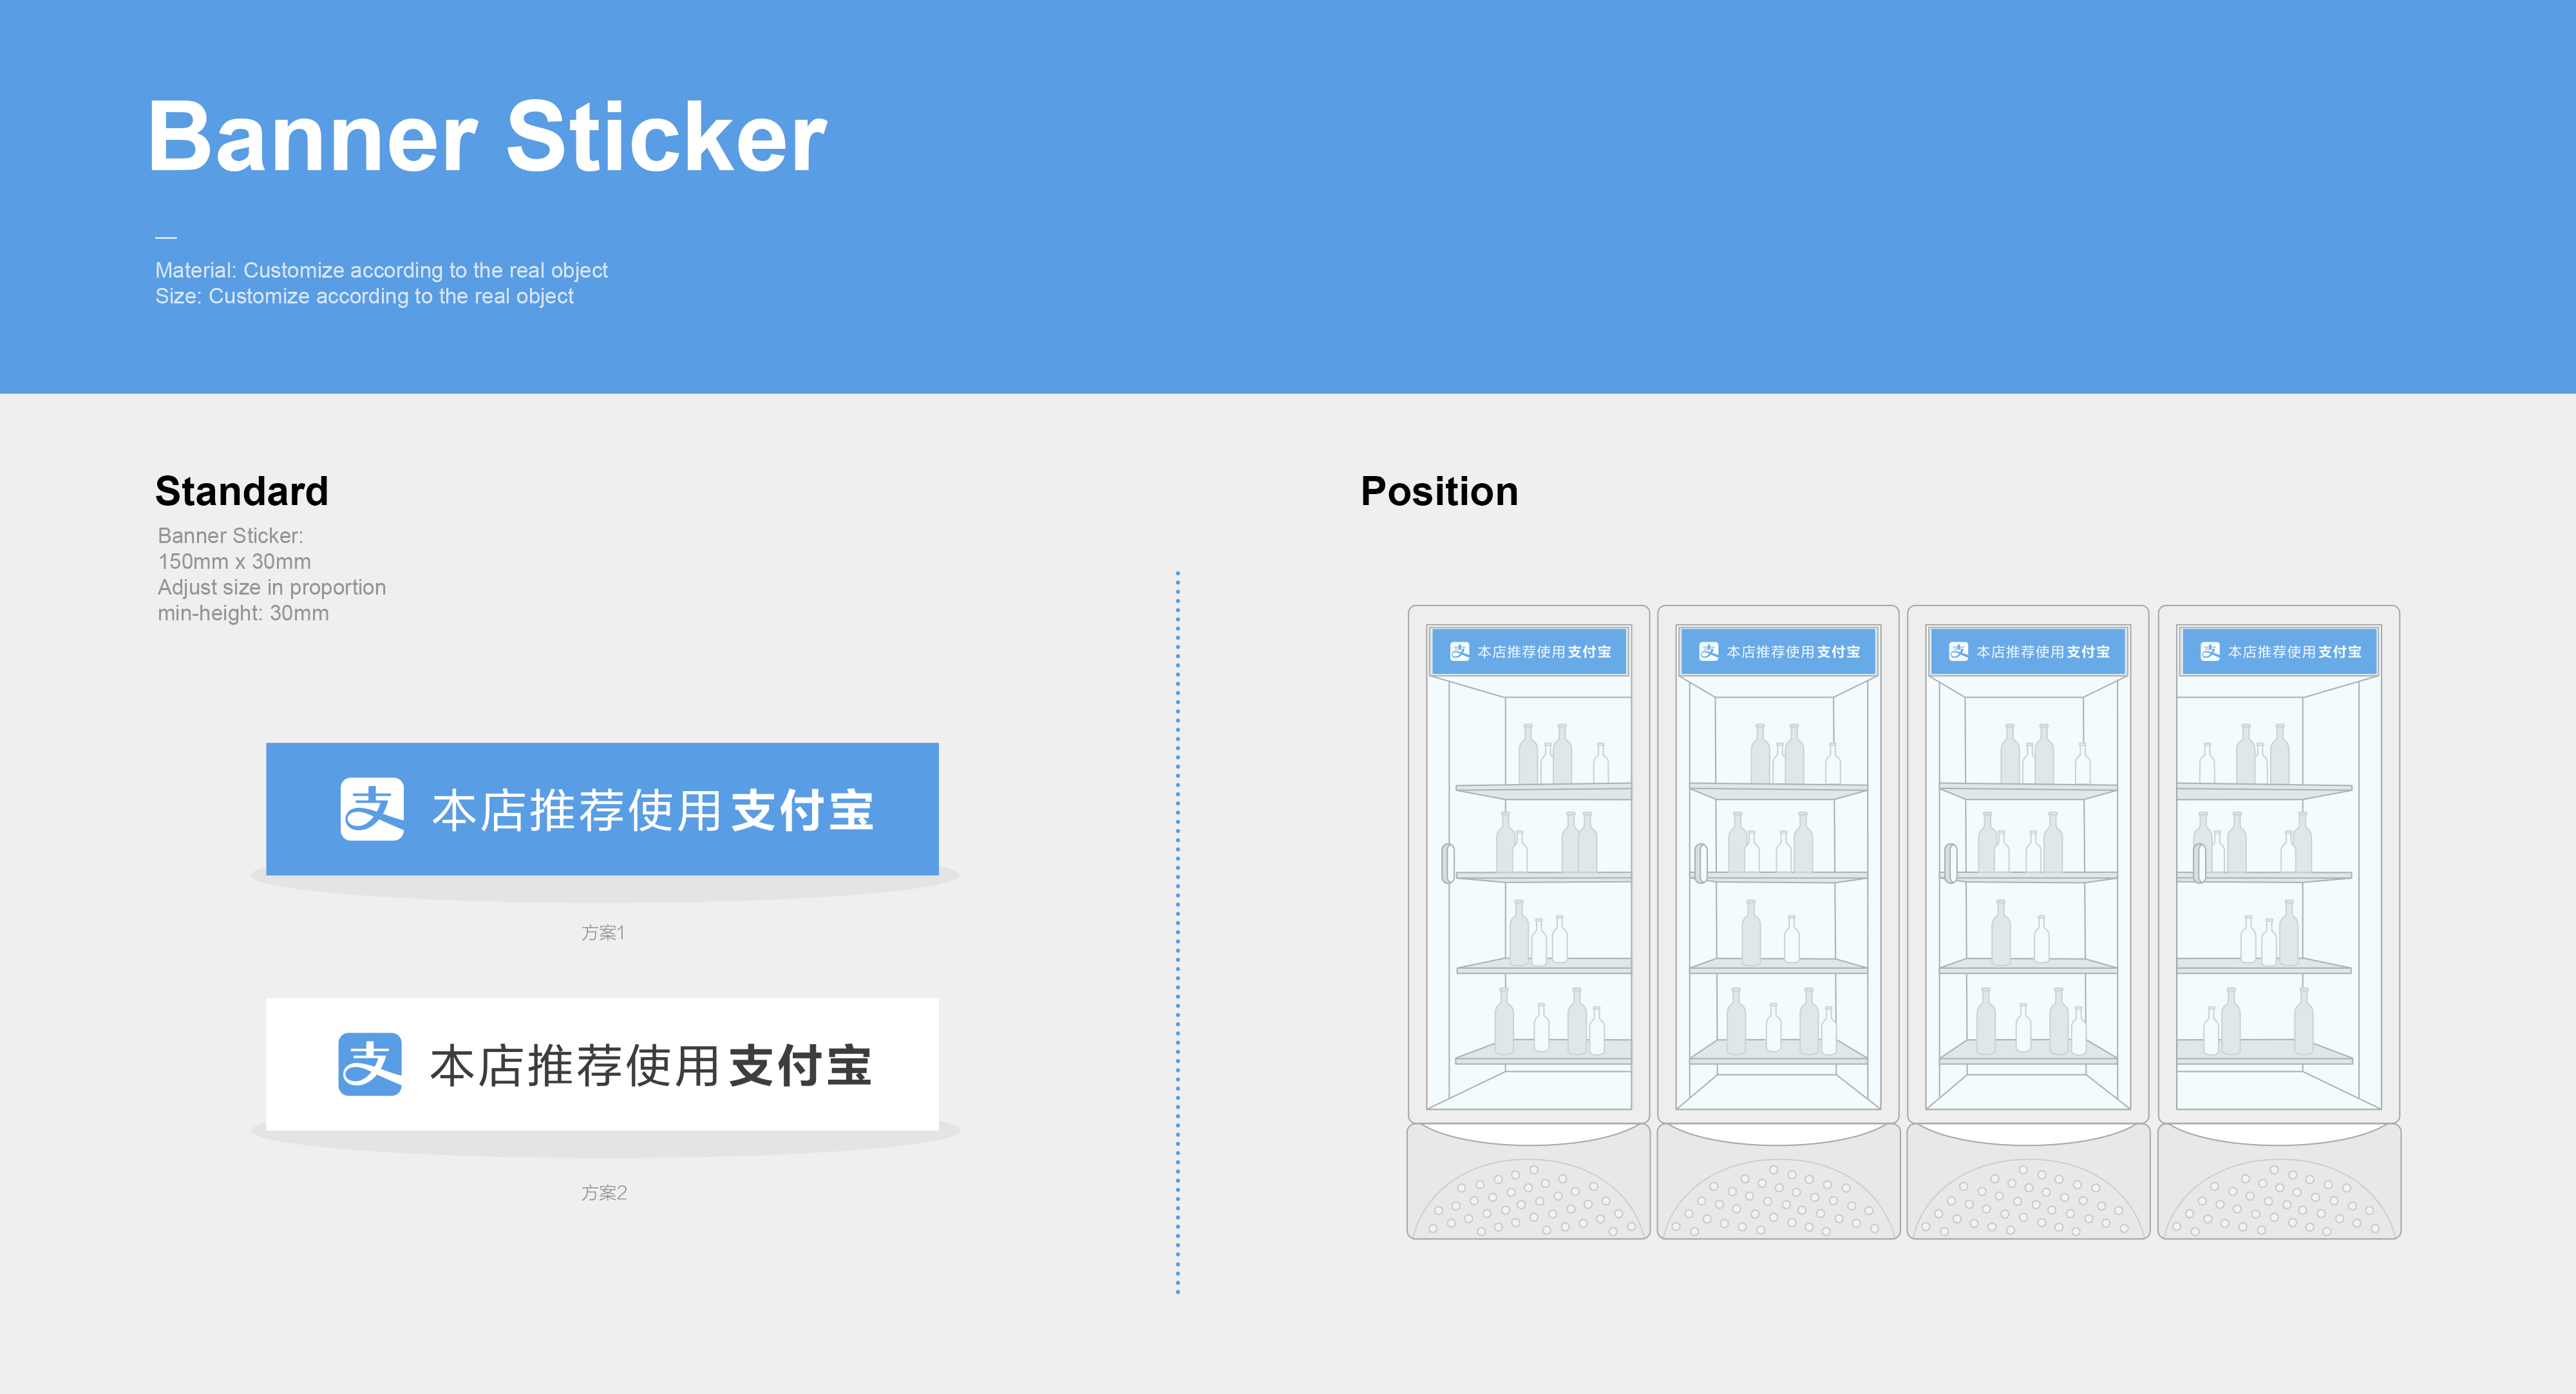 Banner Sticker
—
Material: Customize according to the real object
Size: Customize according to the real object
Standard
Banner Sticker:
150mm x 30mm
Adjust size in proportion
min-height: 30mm
支 本店推荐使用支付宝
方案1
支 本店推荐使用支付宝
方案2
Position
支 本店推荐使用支付宝
支 本店推荐使用支付宝
支 本店推荐使用支付宝
支 本店推荐使用支付宝